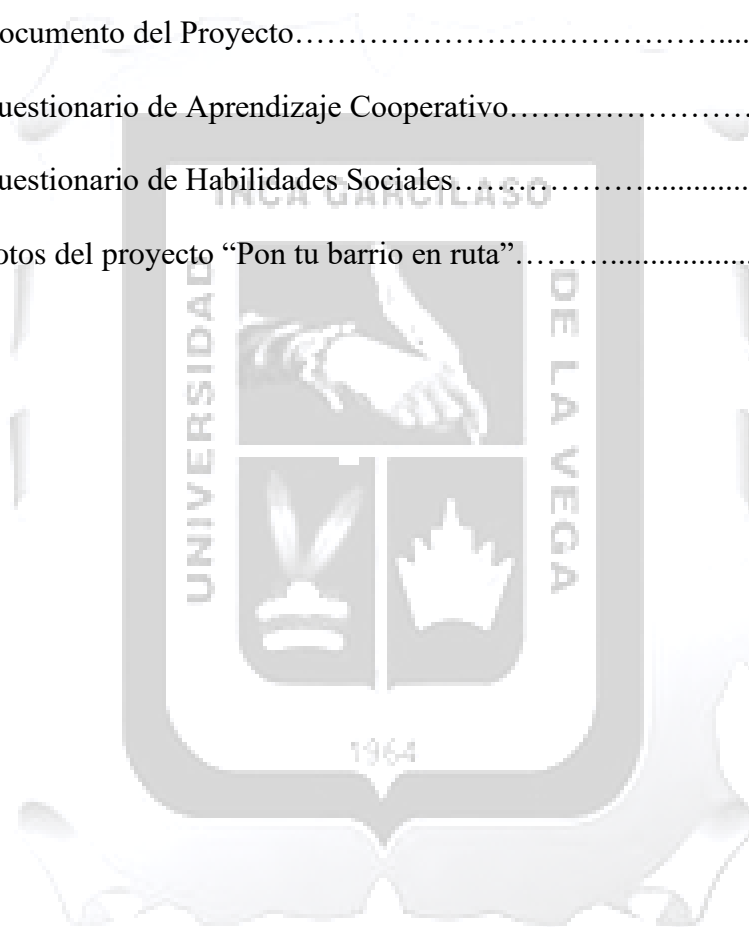 ocumento del Proyecto…………………….……………....
uestionario de Aprendizaje Cooperativo……………………
uestionario de Habilidades Sociales…………………............
otos del proyecto “Pon tu barrio en ruta”………....................
INCA GARCILASO
UNIVERSIDAD
DE LA VEGA
1964